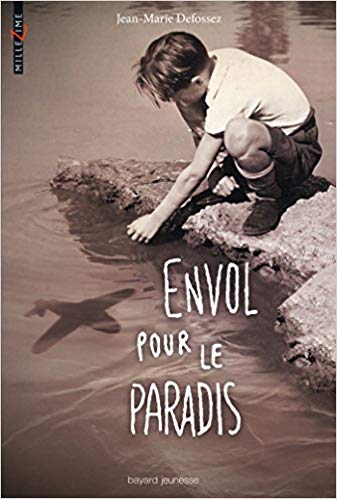 MILLEZIME
Jean-Marie Defossez
ENVOL
POUR LE
PARADIS
bayard jeunesse